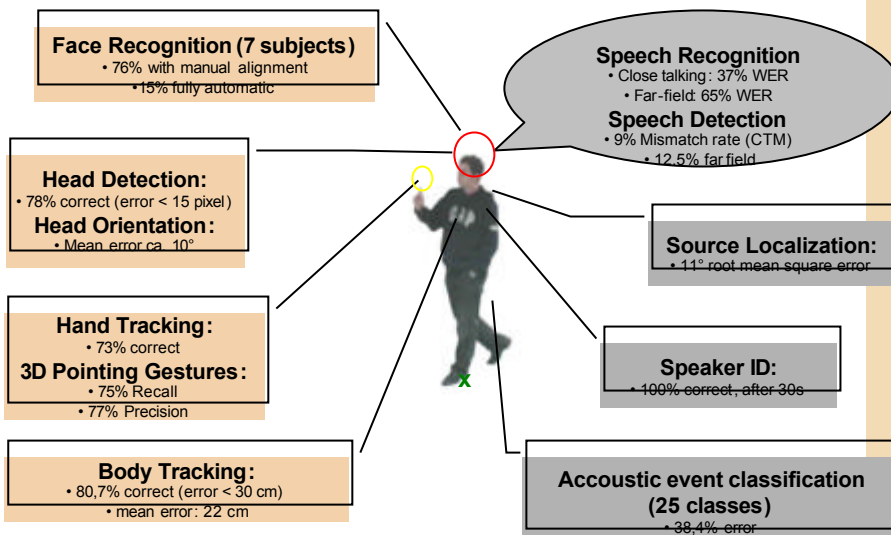 Face Recognition (7 subjects)
• 76% with manual alignment
•15% fully automatic
Speech Recognition
• Close talking: 37% WER
• Far-field: 65% WER
Speech Detection
• 9% Mismatch rate (CTM)
• 12.5% far field
Head Detection:
• 78% correct (error < 15 pixel)
Head Orientation:
• Mean error ca. 10°
Source Localization:
• 11° root mean square error
Hand Tracking:
• 73% correct
3D Pointing Gestures:
• 75% Recall
• 77% Precision
Speaker ID:
• 100% correct, after 30s
x
Body Tracking:
• 80,7% correct (error < 30 cm)
• mean error: 22 cm
Accoustic event classification
(25 classes)
• 38,4% error